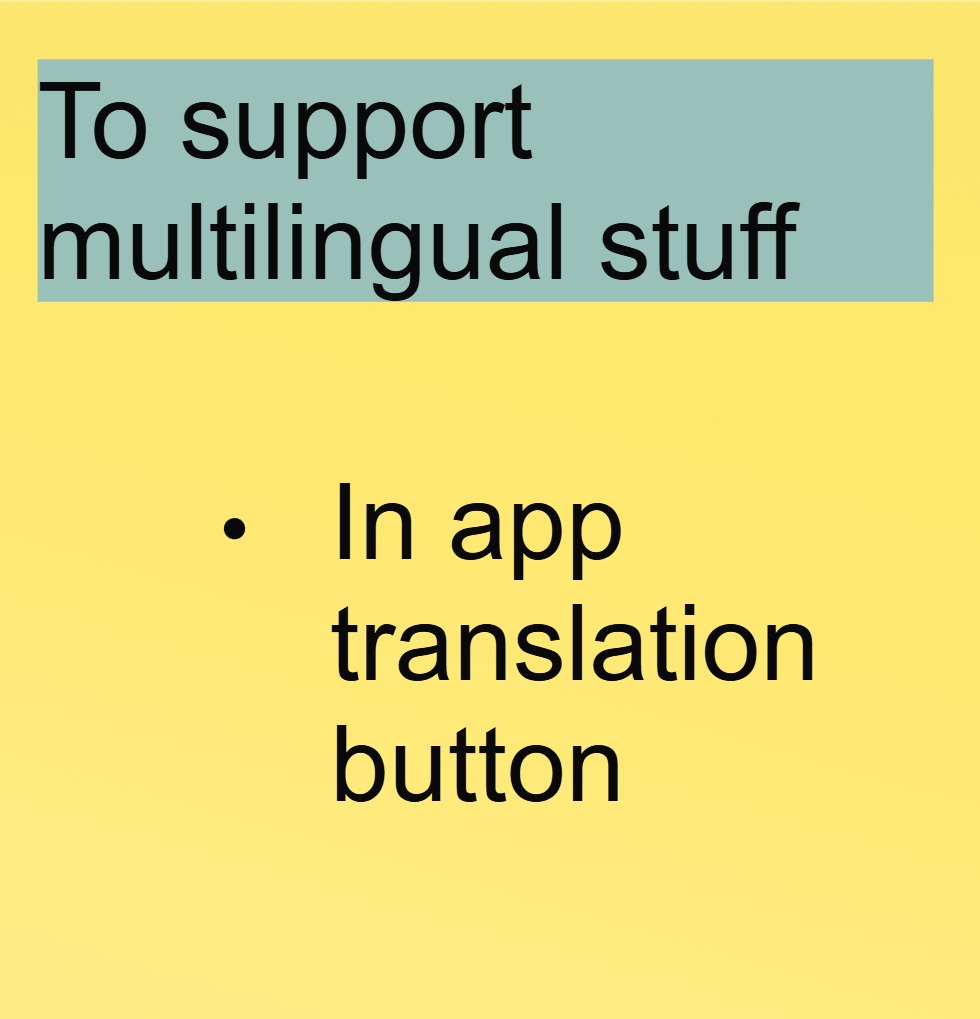 To support
multilingual stuff
• In app
translation
button